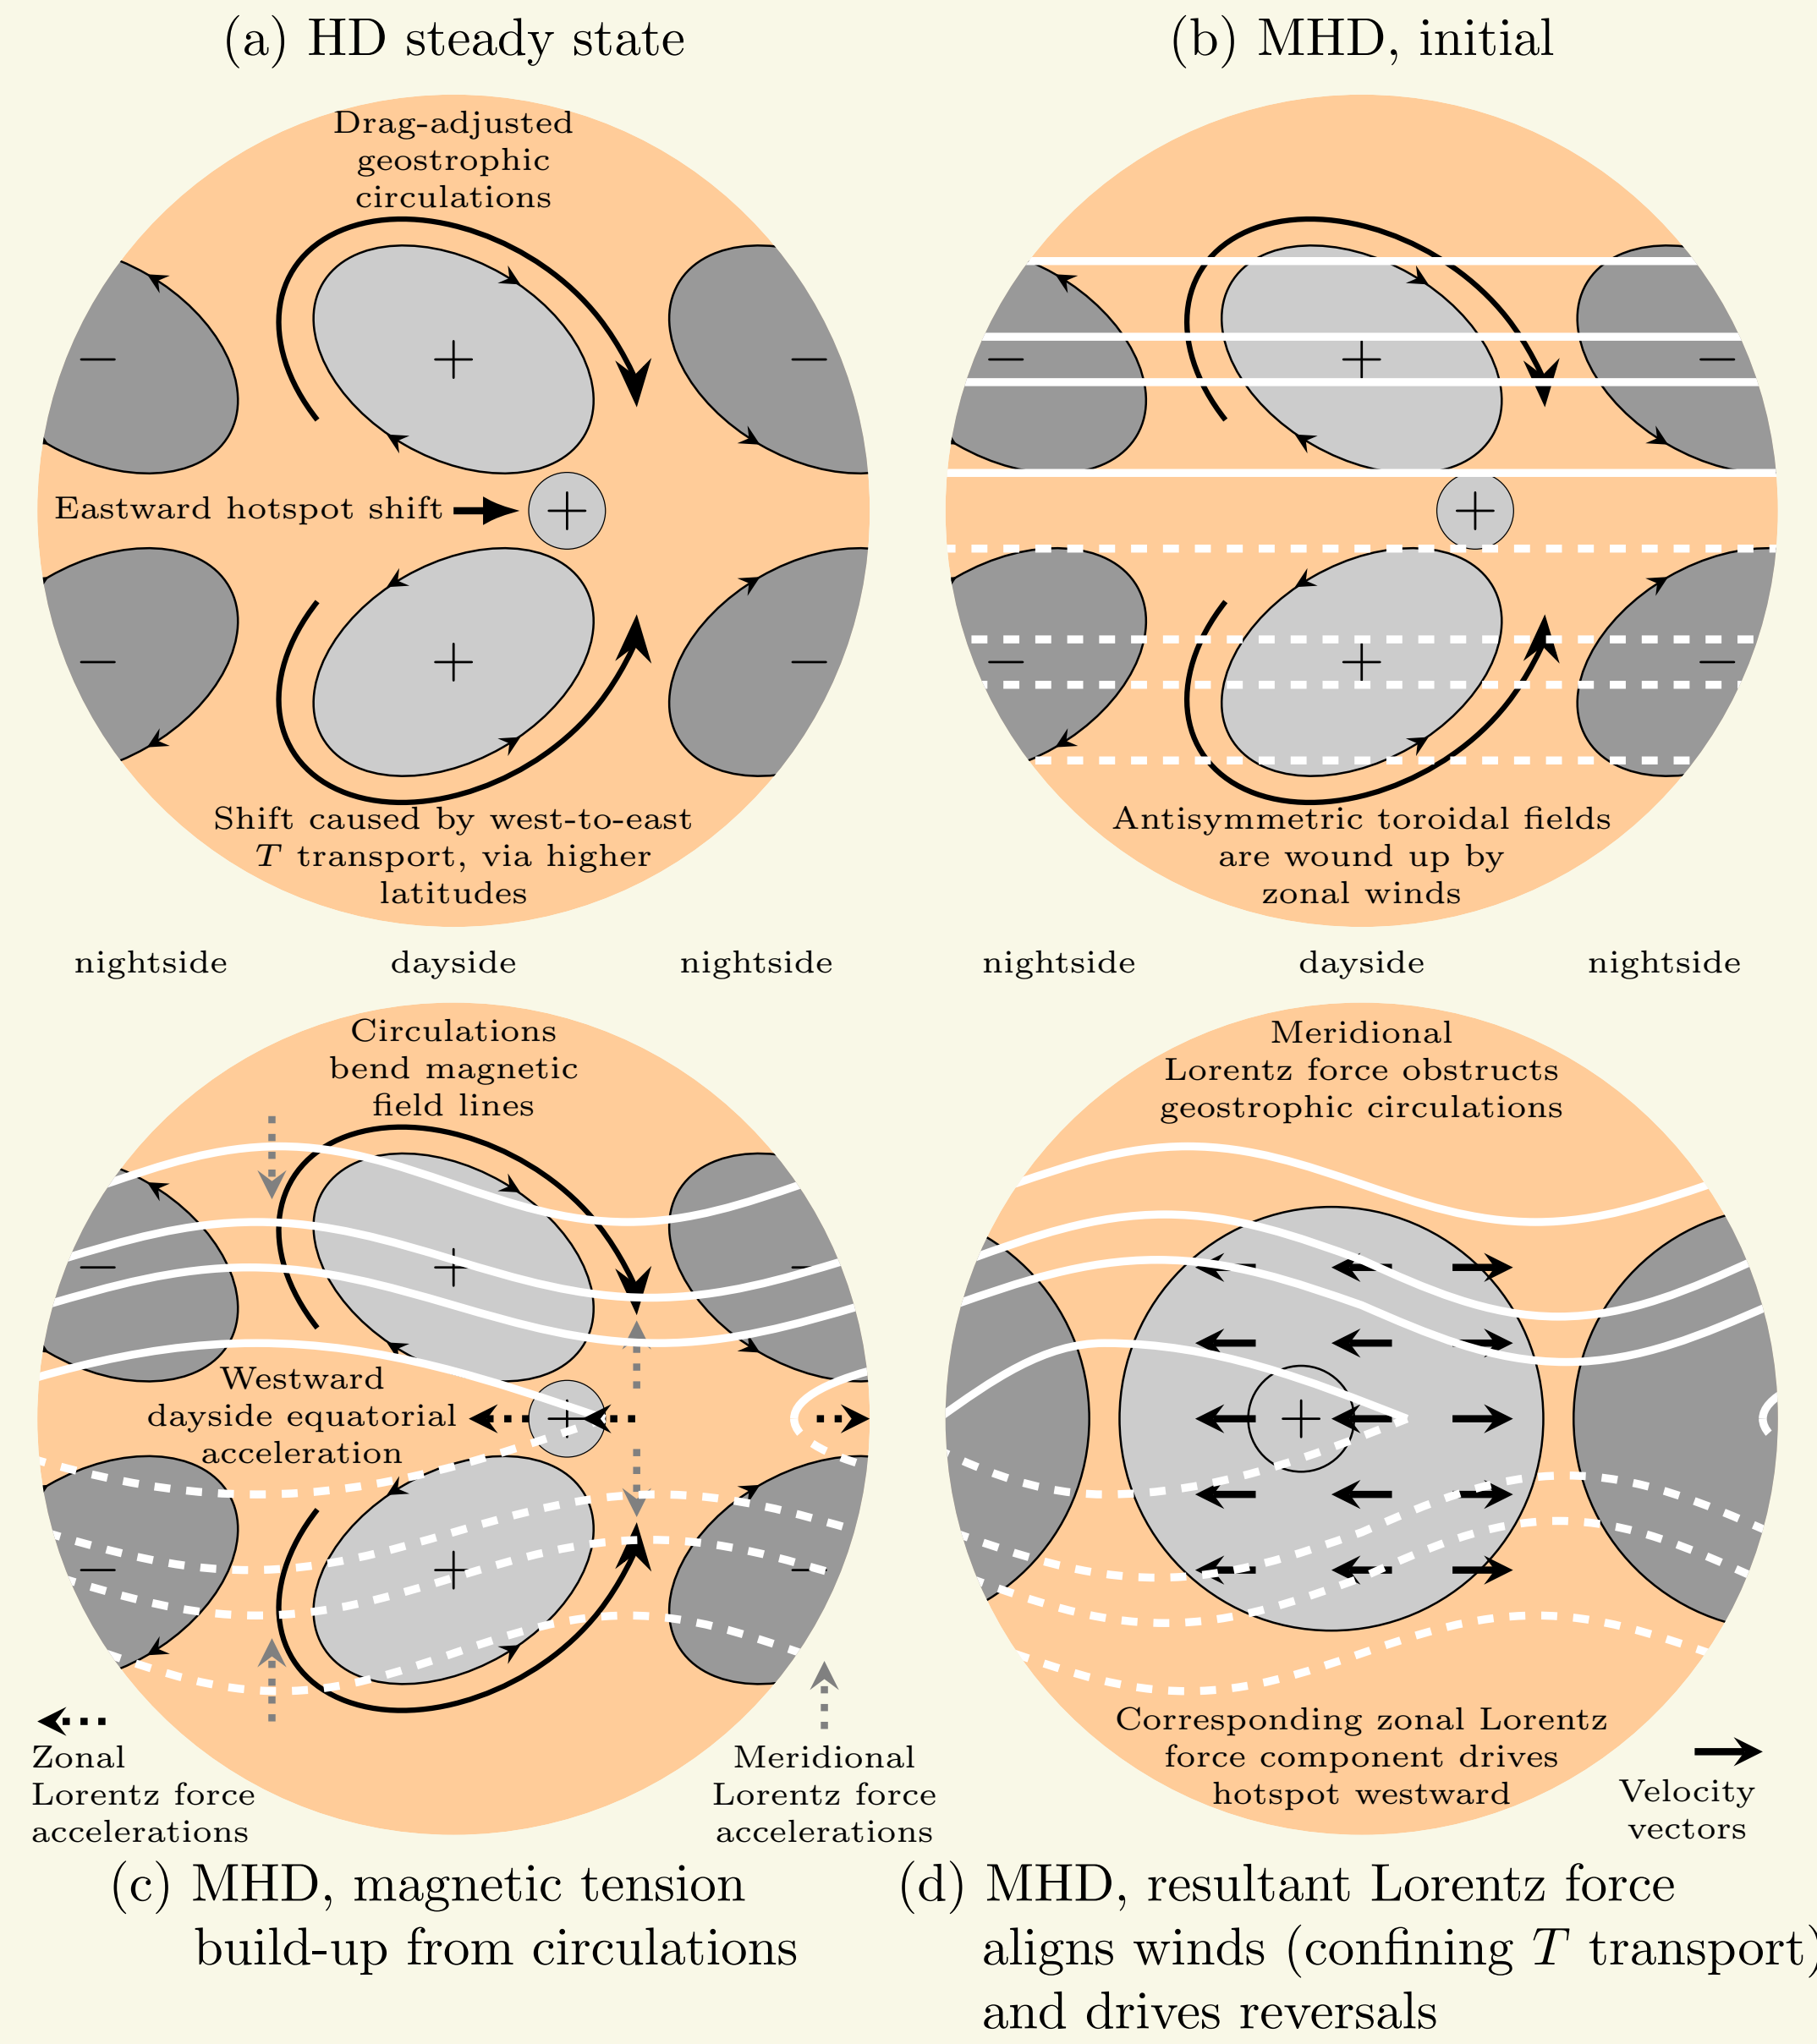 (a) HD steady state
Drag-adjusted
geostrophic
circulations
−
+
−
Eastward hotspot shift
+
−
+
−
Shift caused by west-to-east
T transport, via higher
latitudes
nightside
dayside
nightside
(b) MHD, initial
−
+
−
+
−
+
−
Antisymmetric toroidal fields
are wound up by
zonal winds
nightside
dayside
nightside
Circulations
bend magnetic
field lines
−
+
−
Westward
dayside equatorial
acceleration
+
−
+
−
Zonal
Lorentz force
accelerations
Meridional
Lorentz force
accelerations
(c) MHD, magnetic tension
build-up from circulations
Meridional
Lorentz force obstructs
geostrophic circulations
+
Corresponding zonal Lorentz
force component drives
hotspot westward
Velocity
vectors
(d) MHD, resultant Lorentz force
aligns winds (confining T transport)
and drives reversals